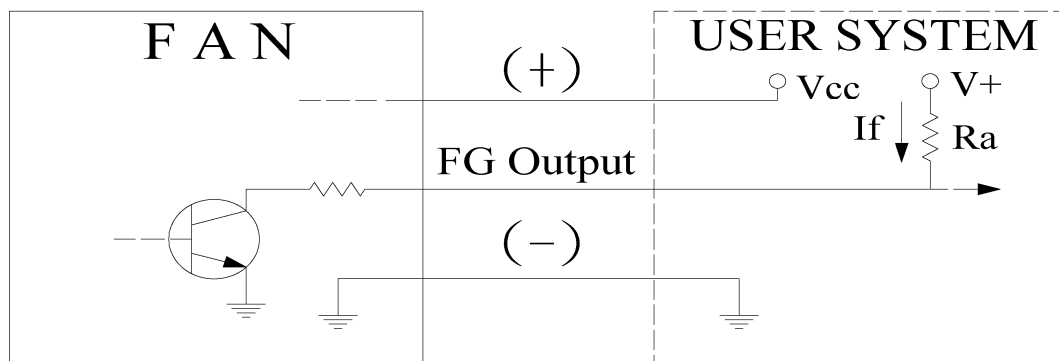 F A N
USER SYSTEM
(+)
Vcc
V+
If
Ra
FG Output
(-)